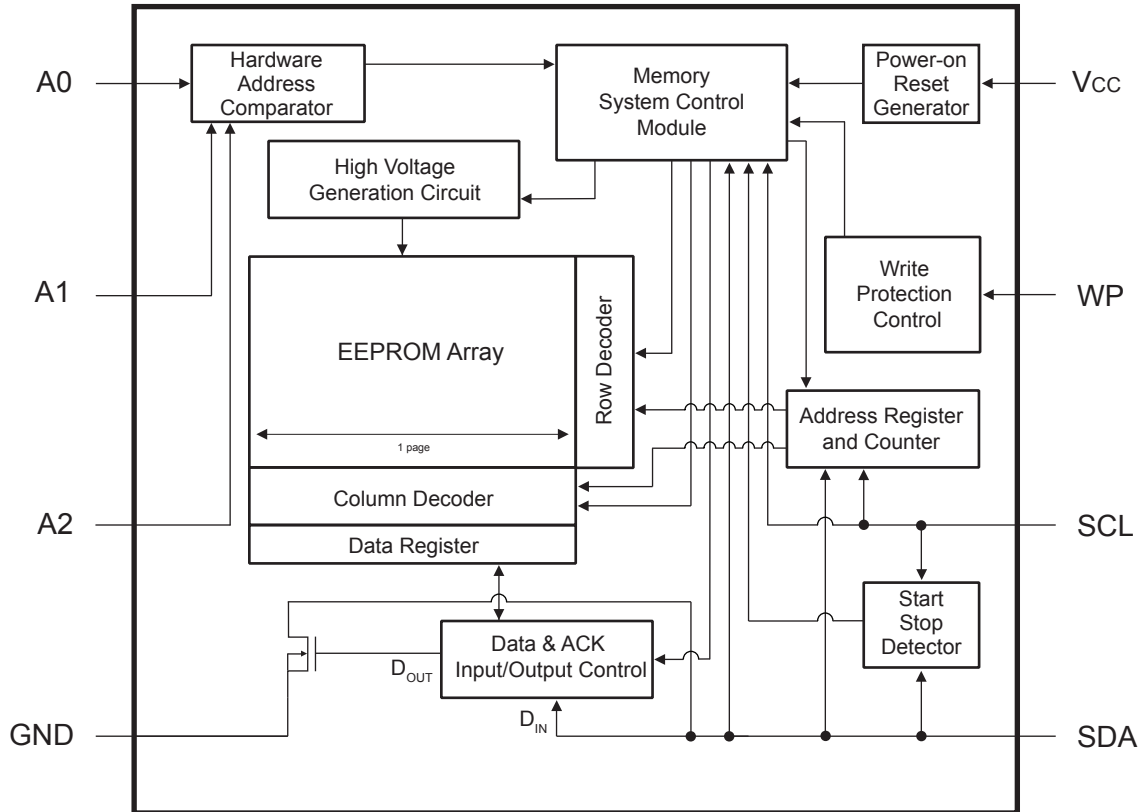 A0
Hardware
Address
Comparator
Memory
System Control
Module
Power-on
Reset
Generator
VCC
High Voltage
Generation Circuit
A1
Write
Protection
Control
WP
EEPROM Array
Row Decoder
1 page
Address Register
and Counter
Column Decoder
A2
SCL
Data Register
Start
Stop
Detector
Data & ACK
Input/Output Control
DOUT
DIN
GND
SDA